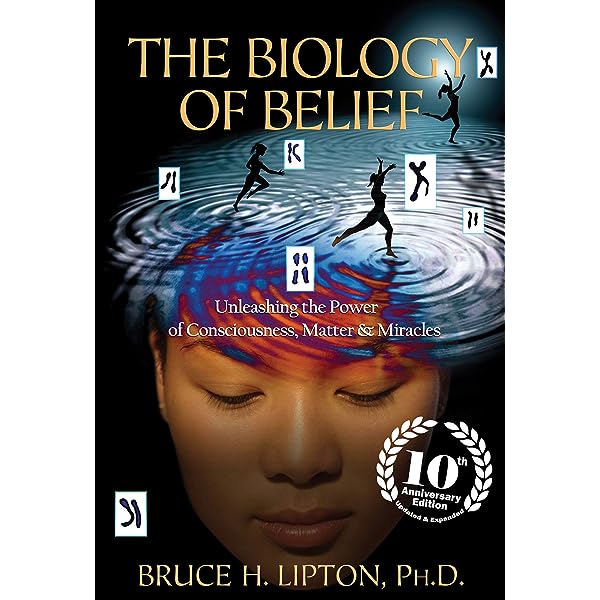 THE BIOLOGY
OF BELIEF
Unleashing the Power
of Consciousness, Matter & Miracles
10th
Anniversary
Edition
Updated & Expanded
BRUCE H. LIPTON, PH.D.